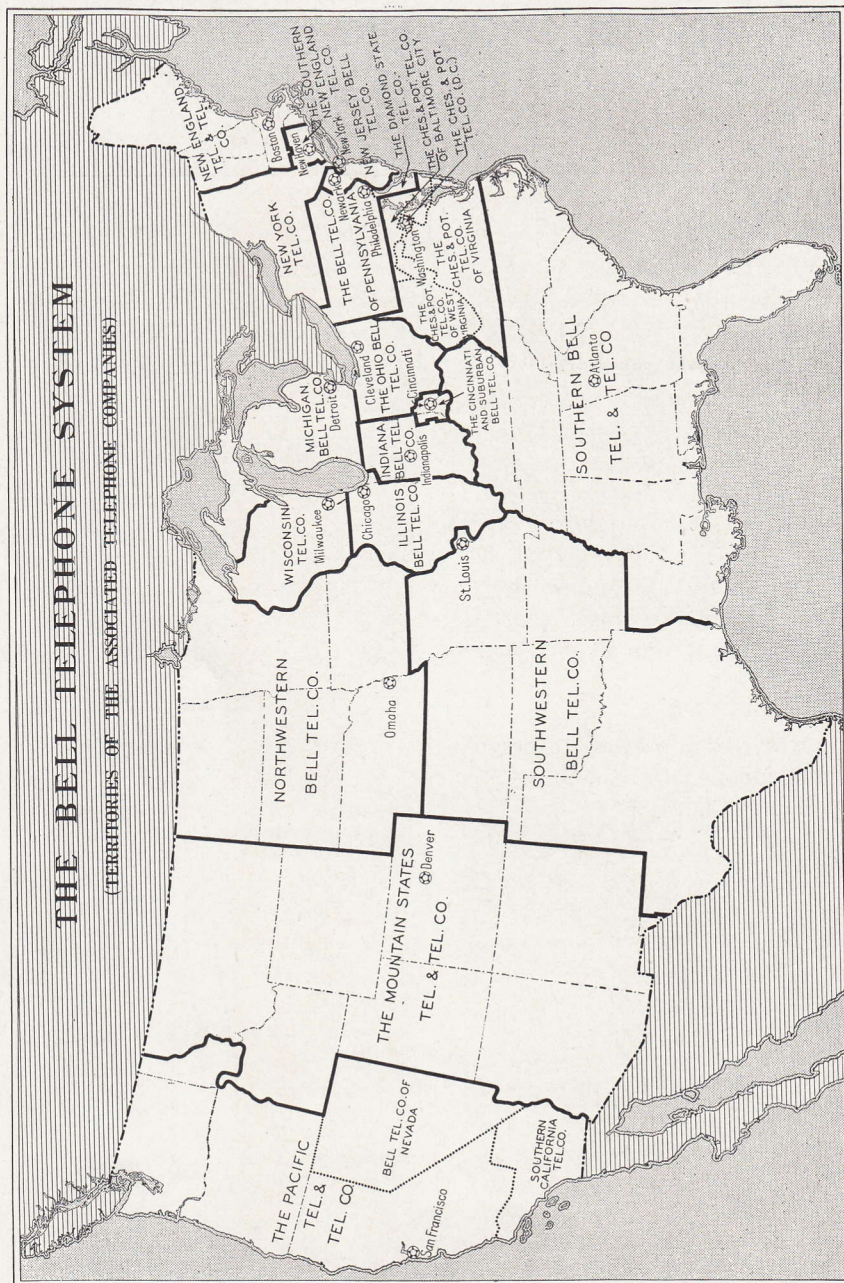 THE BELL TELEPHONE SYSTEM
(TERRITORIES OF THE ASSOCIATED TELEPHONE COMPANIES)
THE PACIFIC
TEL. &
TEL. CO
San Francisco
BELL TEL. CO. OF
NEVADA
SOUTHERN
CALIFORNIA
TEL. CO.
THE MOUNTAIN STATES
TEL. & TEL. CO.
Denver
NORTHWESTERN
BELL TEL. CO.
Omaha
SOUTHWESTERN
BELL TEL. CO.
St. Louis
WISCONSIN
TEL. CO.
Milwaukee
Chicago
ILLINOIS
BELL TEL. CO.
MICHIGAN
BELL TEL. CO.
Detroit
INDIANA
BELL TEL.
CO.
Indianapolis
Cleveland
THE OHIO BELL
TEL. CO.
Cincinnati
THE CINCINNATI
AND SUBURBAN
BELL TEL. CO.
SOUTHERN BELL
TEL. & TEL. CO
Atlanta
NEW ENGLAND
TEL. & TEL.
CO.
Boston
New Haven
THE SOUTHERN
NEW ENGLAND
TEL. CO.
NEW YORK
TEL. CO.
New York
NEW JERSEY BELL
TEL. CO.
Newark
THE BELL TEL. CO.
OF PENNSYLVANIA
Philadelphia
THE DIAMOND STATE
TEL. CO.
THE CHES. & POT. TEL. CO
OF BALTIMORE CITY
THE CHES. & POT.
TEL. CO. (D.C.)
Washington
THE
CHES. & POT.
TEL. CO.
OF WEST
VIRGINIA
THE
CHES. & POT.
TEL. CO.
OF VIRGINIA